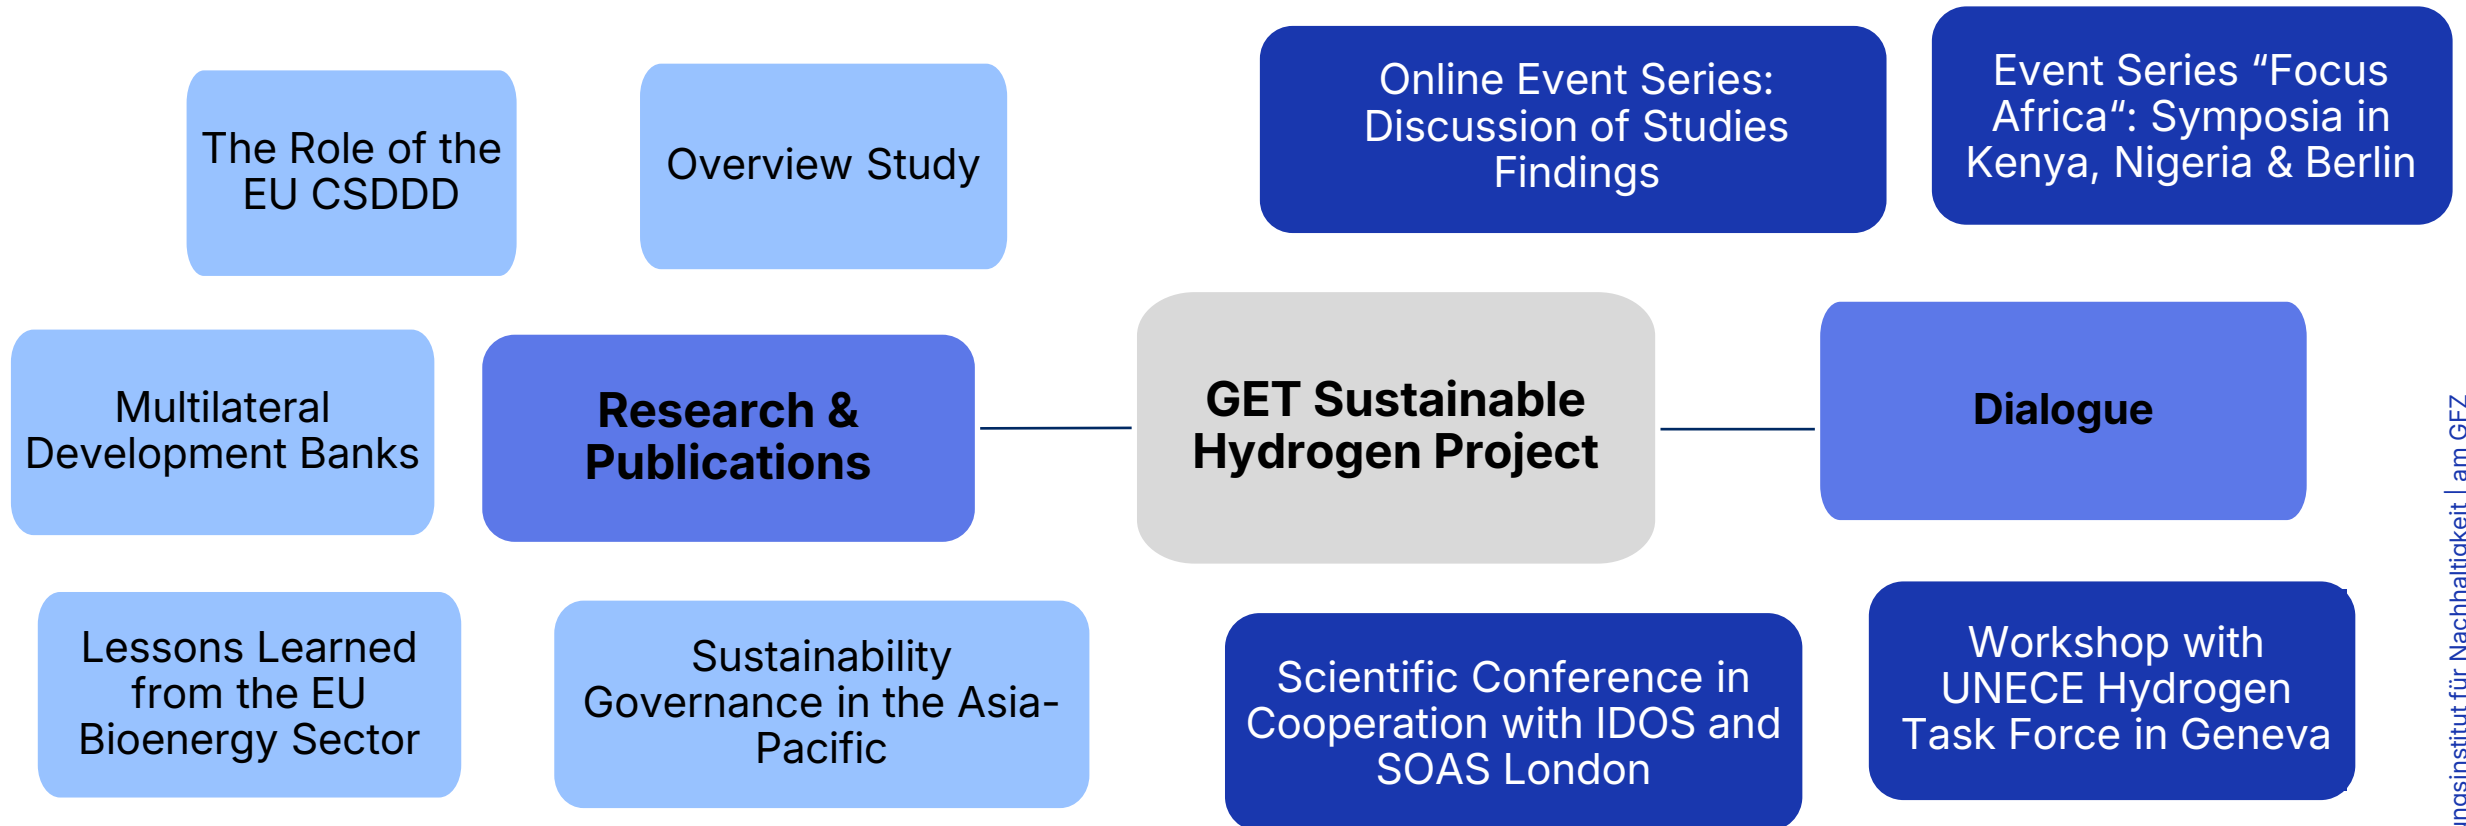 The Role of the
EU CSDDD
Overview Study
Online Event Series:
Discussion of Studies
Findings
Event Series “Focus
Africa“: Symposia in
Kenya, Nigeria & Berlin
Multilateral
Development Banks
Research &
Publications
GET Sustainable
Hydrogen Project
Dialogue
Lessons Learned
from the EU
Bioenergy Sector
Sustainability
Governance in the Asia-
Pacific
Scientific Conference in
Cooperation with IDOS and
SOAS London
Workshop with
UNECE Hydrogen
Task Force in Geneva
für Nachhaltigkeit | am GFZ